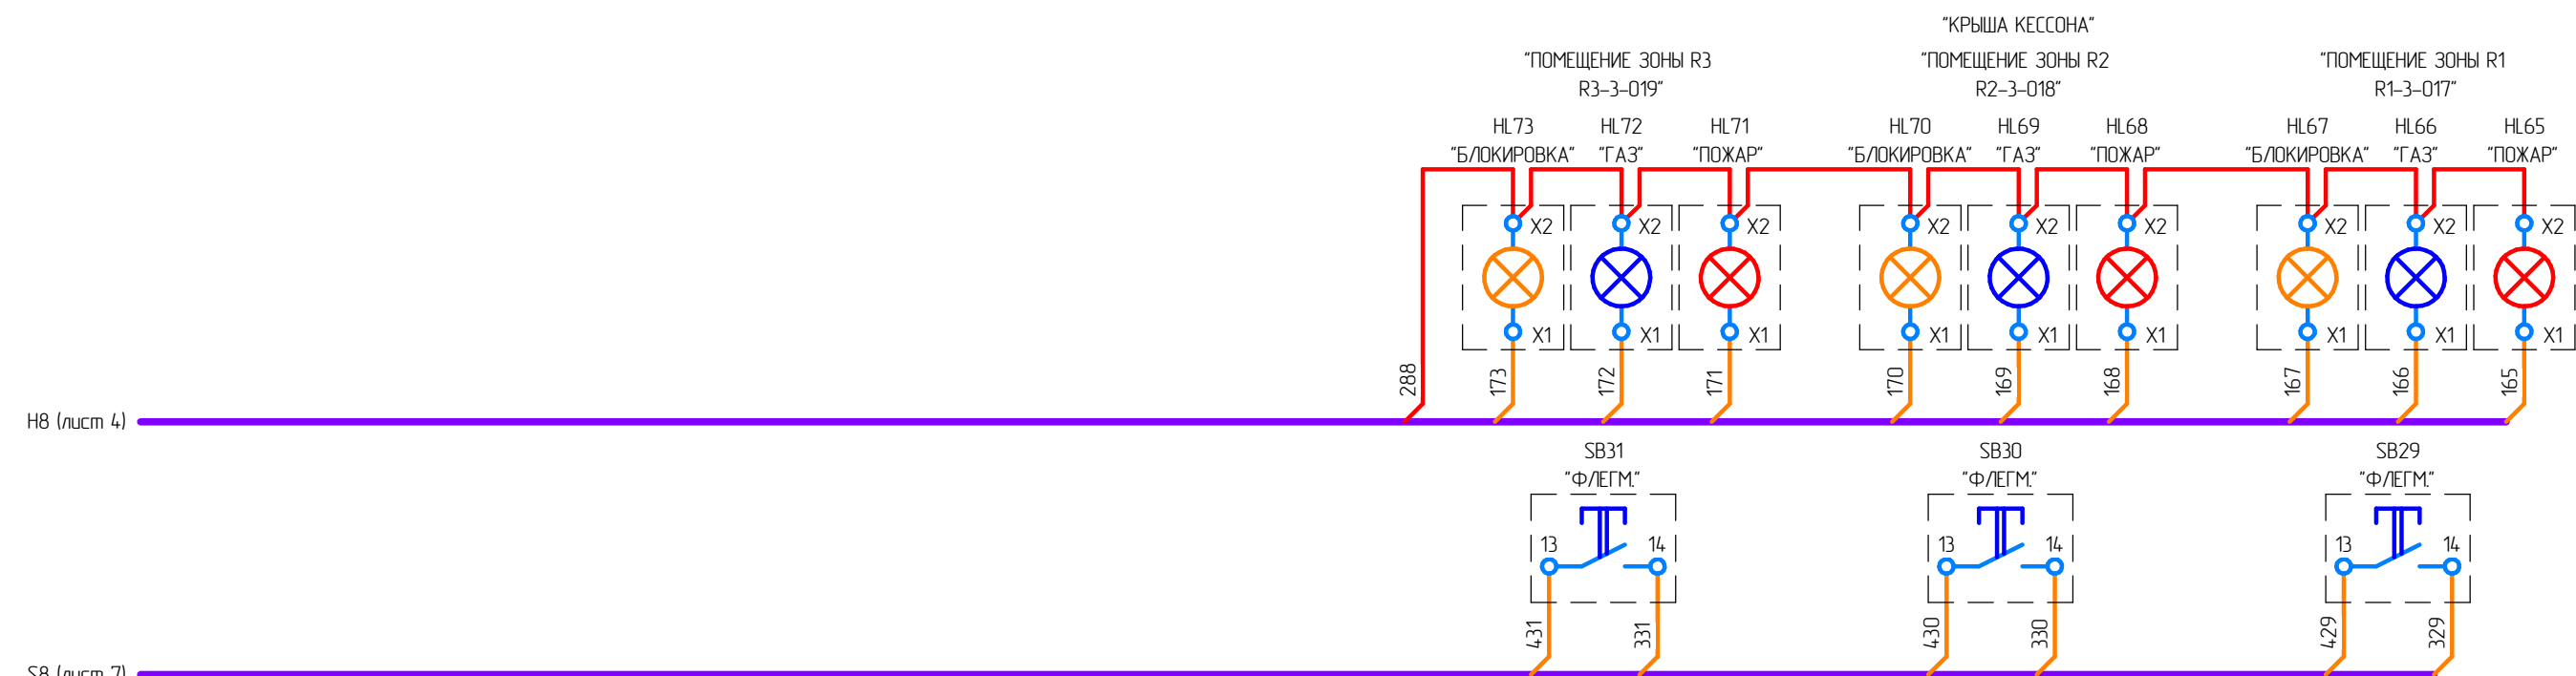 "КРЫША КЕССОНА"
"ПОМЕЩЕНИЕ ЗОНЫ R3
R3-3-019"
"ПОМЕЩЕНИЕ ЗОНЫ R2
R2-3-018"
"ПОМЕЩЕНИЕ ЗОНЫ R1
R1-3-017"
HL73 HL72 HL71 HL70 HL69 HL68 HL67 HL66 HL65
"БЛОКИРОВКА" "ГАЗ" "ПОЖАР" "БЛОКИРОВКА" "ГАЗ" "ПОЖАР" "БЛОКИРОВКА" "ГАЗ" "ПОЖАР"
X2 X2 X2 X2 X2 X2 X2 X2 X2
X1 X1 X1 X1 X1 X1 X1 X1 X1
288 173 172 171 170 169 168 167 166 165
H8 (лист 4)
SB31 SB30 SB29
"ФЛЕГМ." "ФЛЕГМ." "ФЛЕГМ."
13 14 13 14 13 14
431 331 430 330 429 329
S8 (лист 7)